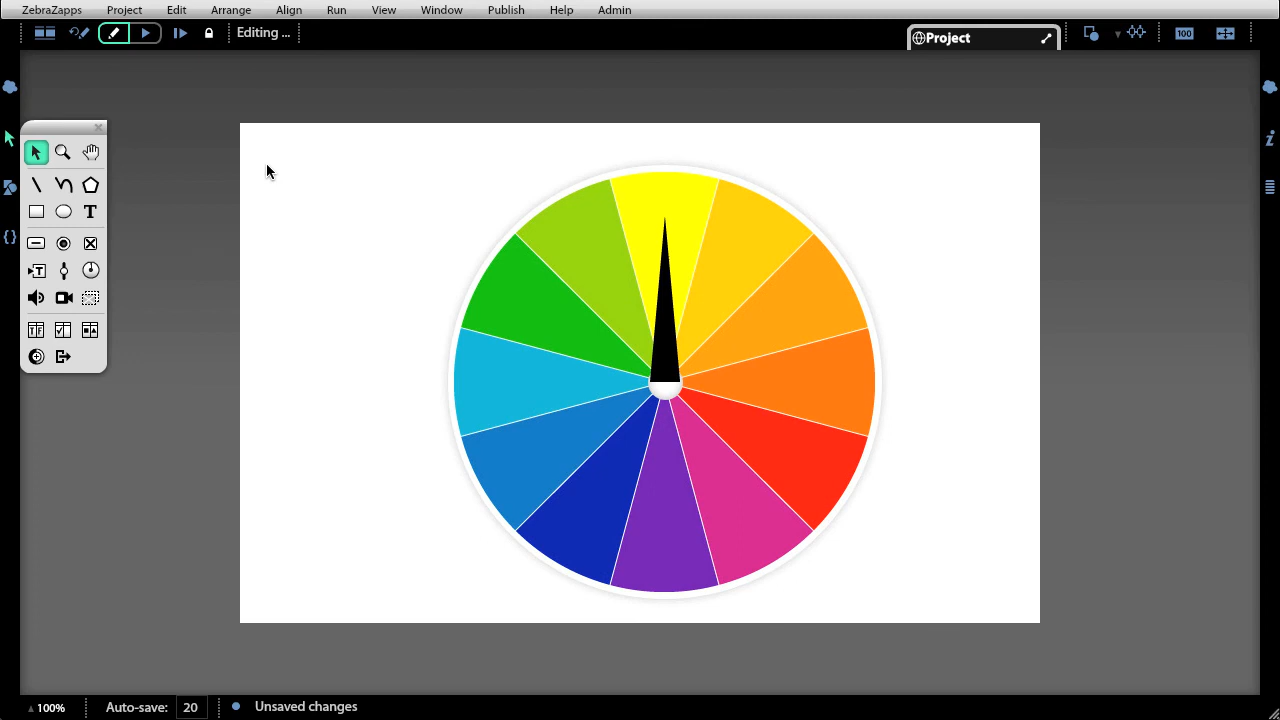 ZebraZapps Project Edit Arrange Align Run View Window Publish Help Admin
Editing ...
Project
100
T
T
100%
Auto-save: 20
Unsaved changes